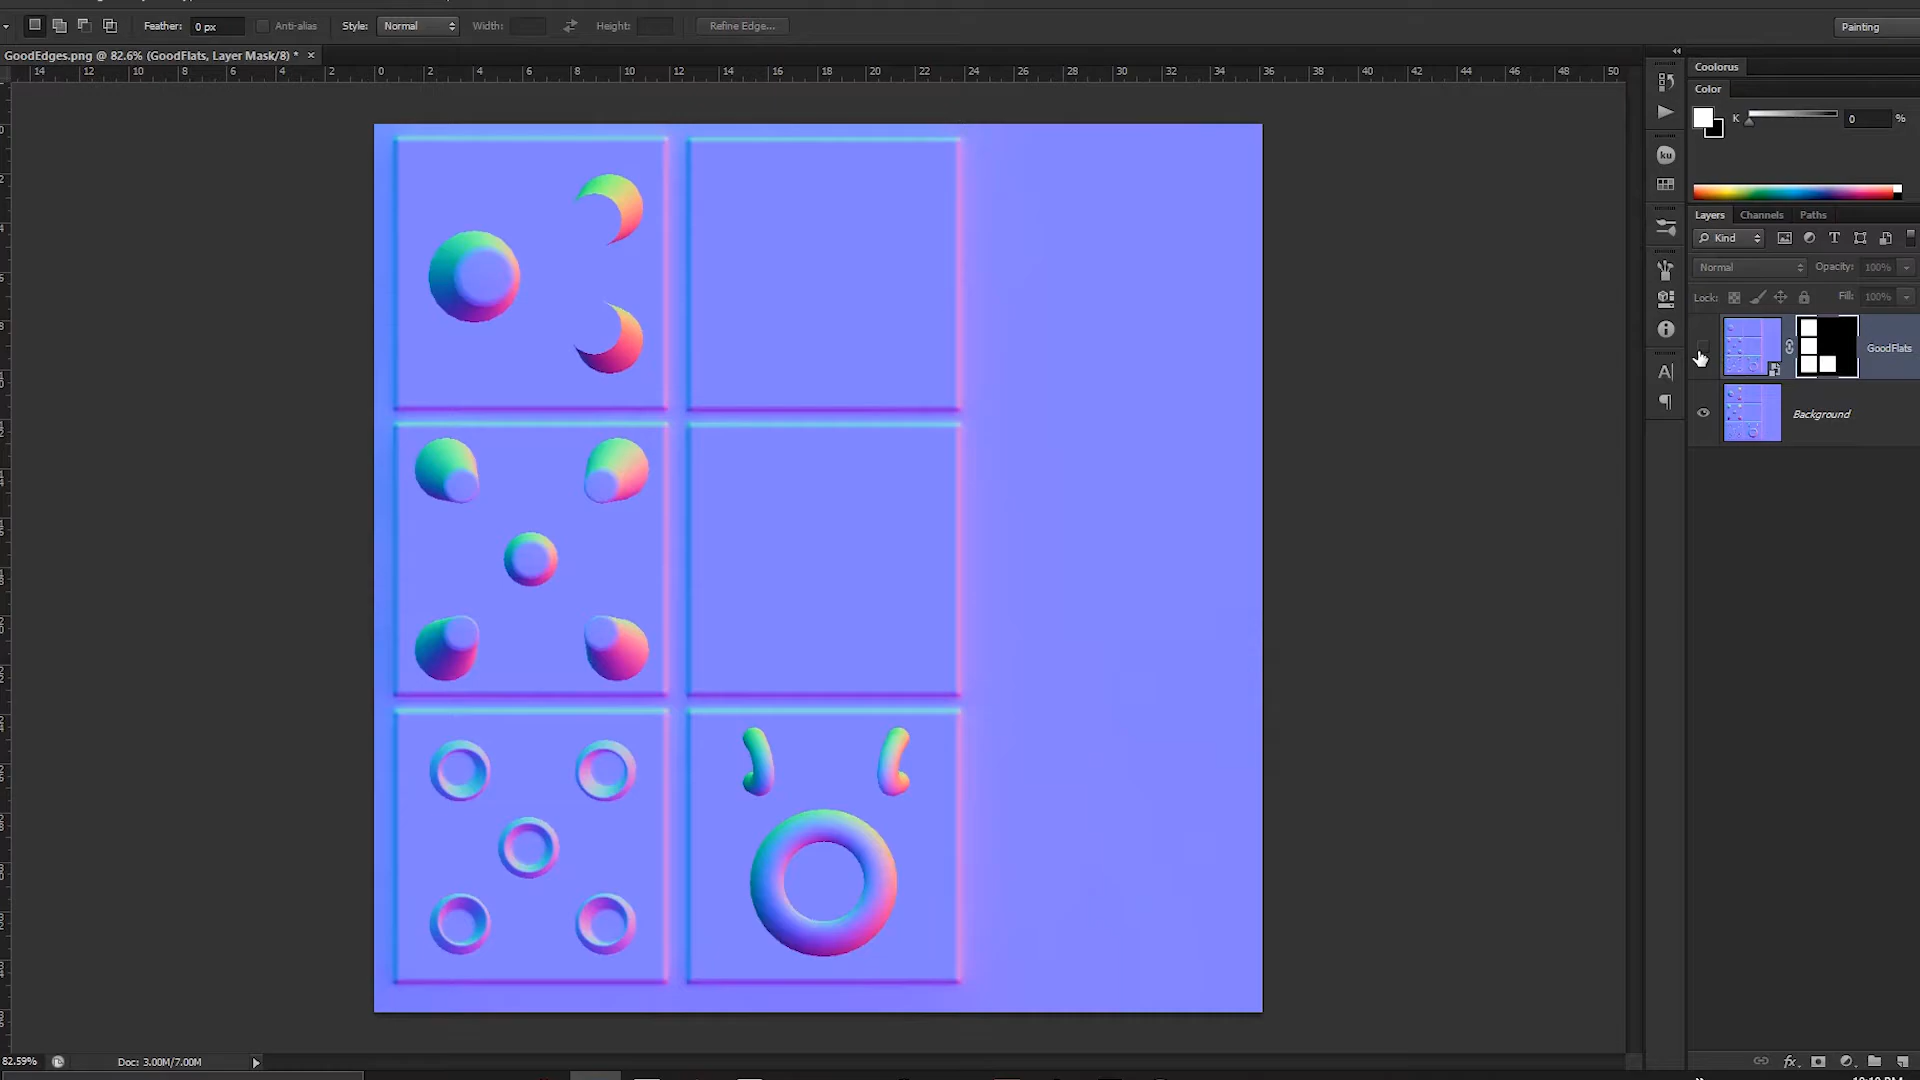 Feather: 0 px Anti-alias Style: Normal Width: Height: Refine Edge... Painting
GoodEdges.png @ 82.6% (GoodFlats, Layer Mask/8) * ×
14 12 10 8 6 4 2 0 2 4 6 8 10 12 14 16 18 20 22 24 26 28 30 32 34 36 38 40 42 44 46 48 50
Coolorus
Color
K 0 %
ku
Layers Channels Paths
Kind
Normal Opacity: 100%
Lock: Fill: 100%
GoodFlats
Background
82.59% Doc: 3.00M/7.00M
fx